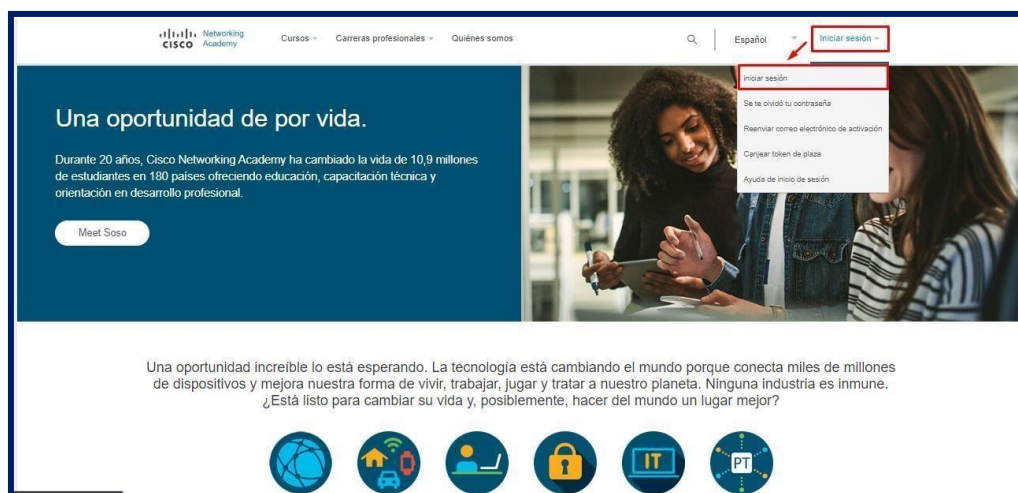 Networking
CISCO Academy
Cursos
Carreras profesionales
Quiénes somos
Español
Iniciar sesión
Iniciar sesión
Se te olvidó tu contraseña
Reenviar correo electrónico de activación
Canjear token de plaza
Ayuda de inicio de sesión
Una oportunidad de por vida.
Durante 20 años, Cisco Networking Academy ha cambiado la vida de 10,9 millones
de estudiantes en 180 países ofreciendo educación, capacitación técnica y
orientación en desarrollo profesional.
Meet Soso
Una oportunidad increíble lo está esperando. La tecnología está cambiando el mundo porque conecta miles de millones
de dispositivos y mejora nuestra forma de vivir, trabajar, jugar y tratar a nuestro planeta. Ninguna industria es inmune.
¿Está listo para cambiar su vida y, posiblemente, hacer del mundo un lugar mejor?
IT
PT